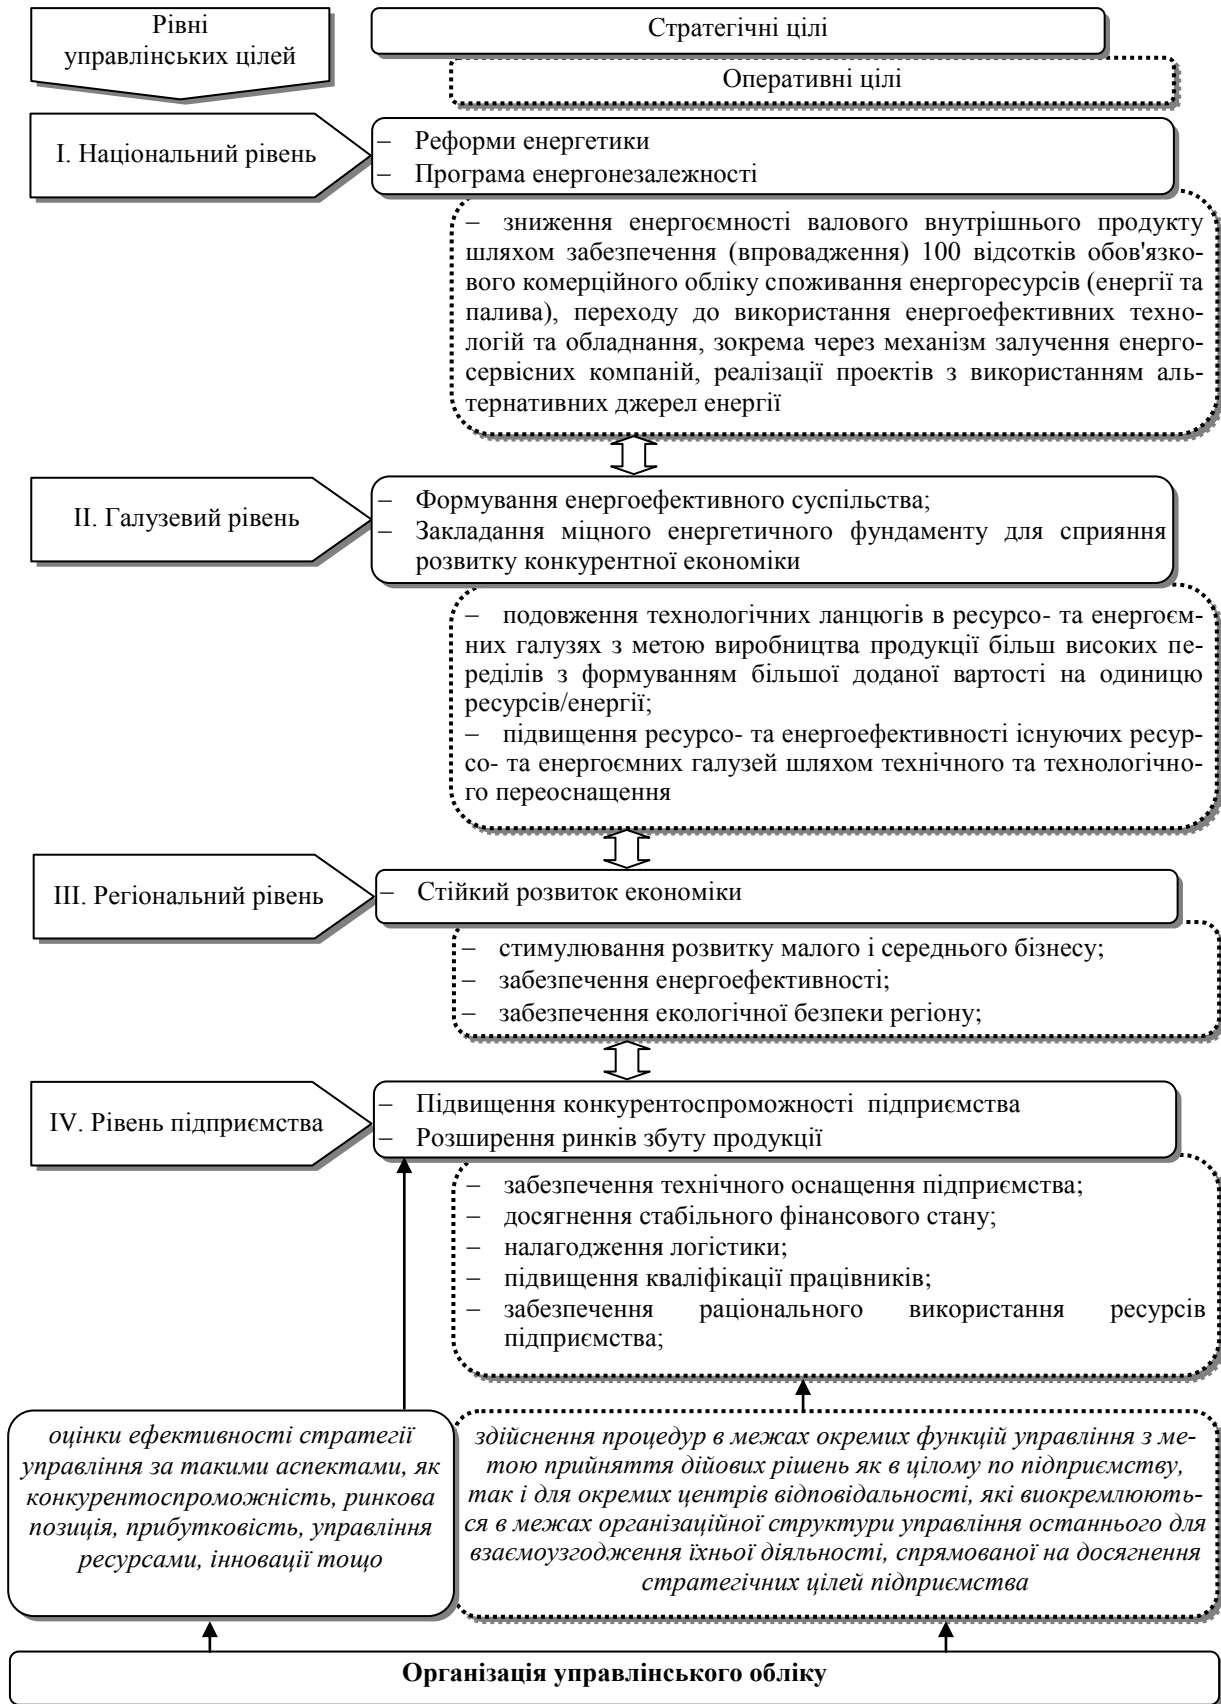 Рівні
управлінських цілей
Стратегічні цілі
Оперативні цілі
І. Національний рівень
– Реформи енергетики
– Програма енергонезалежності
– зниження енергоємності валового внутрішнього продукту
шляхом забезпечення (впровадження) 100 відсотків обов'язко-
вого комерційного обліку споживання енергоресурсів (енергії та
палива), переходу до використання енергоефективних техно-
логій та обладнання, зокрема через механізм залучення енерго-
сервісних компаній, реалізації проектів з використанням аль-
тернативних джерел енергії
ІІ. Галузевий рівень
– Формування енергоефективного суспільства;
– Закладання міцного енергетичного фундаменту для сприяння
розвитку конкурентної економіки
– подовження технологічних ланцюгів в ресурсо- та енергоєм-
них галузях з метою виробництва продукції більш високих пе-
реділів з формуванням більшої доданої вартості на одиницю
ресурсів/енергії;
– підвищення ресурсо- та енергоефективності існуючих ресур-
со- та енергоємних галузей шляхом технічного та технологічно-
го переоснащення
ІІІ. Регіональний рівень
– Стійкий розвиток економіки
– стимулювання розвитку малого і середнього бізнесу;
– забезпечення енергоефективності;
– забезпечення екологічної безпеки регіону;
IV. Рівень підприємства
– Підвищення конкурентоспроможності підприємства
– Розширення ринків збуту продукції
– забезпечення технічного оснащення підприємства;
– досягнення стабільного фінансового стану;
– налагодження логістики;
– підвищення кваліфікації працівників;
– забезпечення раціонального використання ресурсів
підприємства;
оцінки ефективності стратегії
управління за такими аспектами, як
конкурентоспроможність, ринкова
позиція, прибутковість, управління
ресурсами, інновації тощо
здійснення процедур в межах окремих функцій управління з ме-
тою прийняття дійових рішень як в цілому по підприємству,
так і для окремих центрів відповідальності, які виокремлюють-
ся в межах організаційної структури управління останнього для
взаємоузгодження їхньої діяльності, спрямованої на досягнення
стратегічних цілей підприємства
Організація управлінського обліку